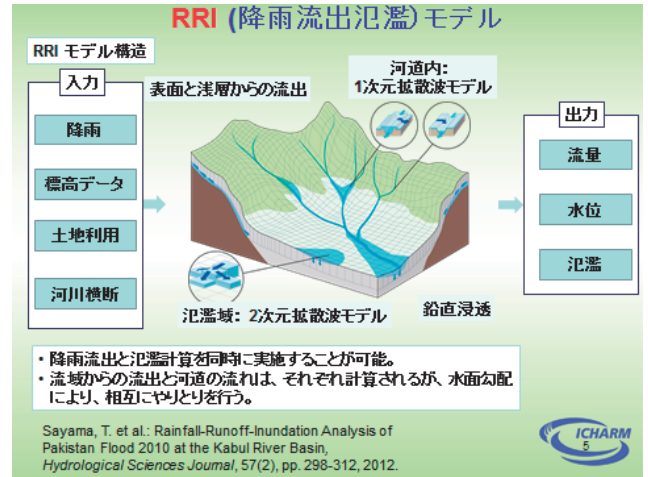 RRI (降雨流出氾濫)モデル
RRI モデル構造
入力
降雨
標高データ
土地利用
河川横断
表面と浅層からの流出
河道内:
1次元拡散波モデル
氾濫域: 2次元拡散波モデル
鉛直浸透
出力
流量
水位
氾濫
・降雨流出と氾濫計算を同時に実施することが可能。
・流域からの流出と河道の流れは、それぞれ計算されるが、水面勾配
により、相互にやりとりを行う。
Sayama, T. et al.: Rainfall-Runoff-Inundation Analysis of
Pakistan Flood 2010 at the Kabul River Basin,
Hydrological Sciences Journal, 57(2), pp. 298-312, 2012.
ICHARM
5